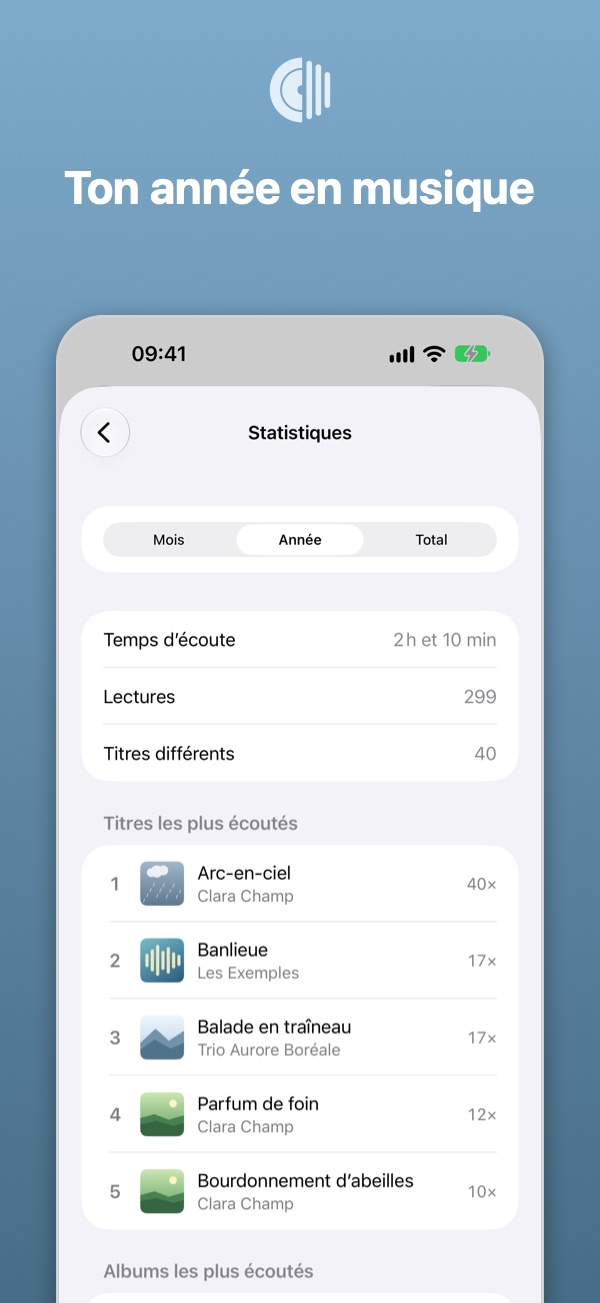 Ton année en musique
09:41
Statistiques
Mois
Année
Total
Temps d’écoute
2 h et 10 min
Lectures
299
Titres différents
40
Titres les plus écoutés
1
Arc-en-ciel
Clara Champ
40×
2
Banlieue
Les Exemples
17×
3
Balade en traîneau
Trio Aurore Boréale
17×
4
Parfum de foin
Clara Champ
12×
5
Bourdonnement d’abeilles
Clara Champ
10×
Albums les plus écoutés